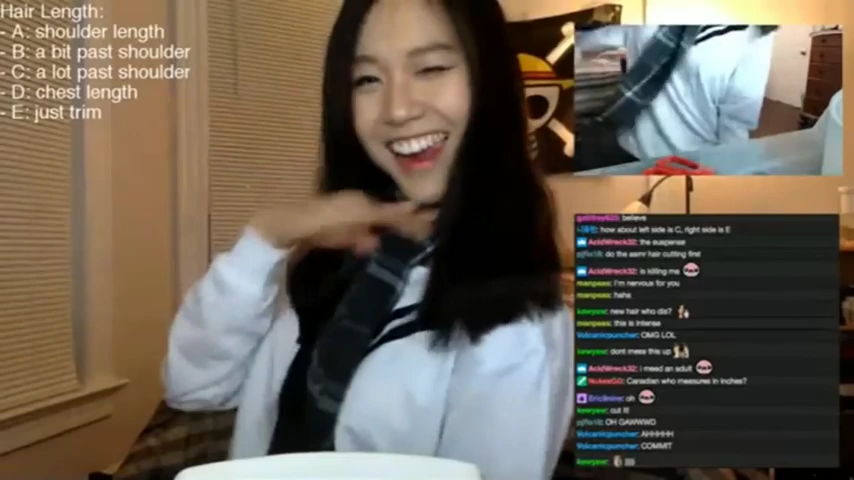 Hair Length:
- A: shoulder length
- B: a bit past shoulder
- C: a lot past shoulder
- D: chest length
- E: just trim
believe
how about left side is C, right side is E
AcidWreck32: the suspense
do the asmr hair cutting first
AcidWreck32: is killing me
manpeas: i'm nervous for you
manpeas: haha
new hair who dis?
manpeas: this is intense
Volcanicpuncher: OMG LOL
dont mess this up
AcidWreck32: i need an adult
NukesGG: Canadian who measures in inches?
oh
cut it!
OH GAWWWD
Volcanicpuncher: AHHHHH
Volcanicpuncher: COMMIT